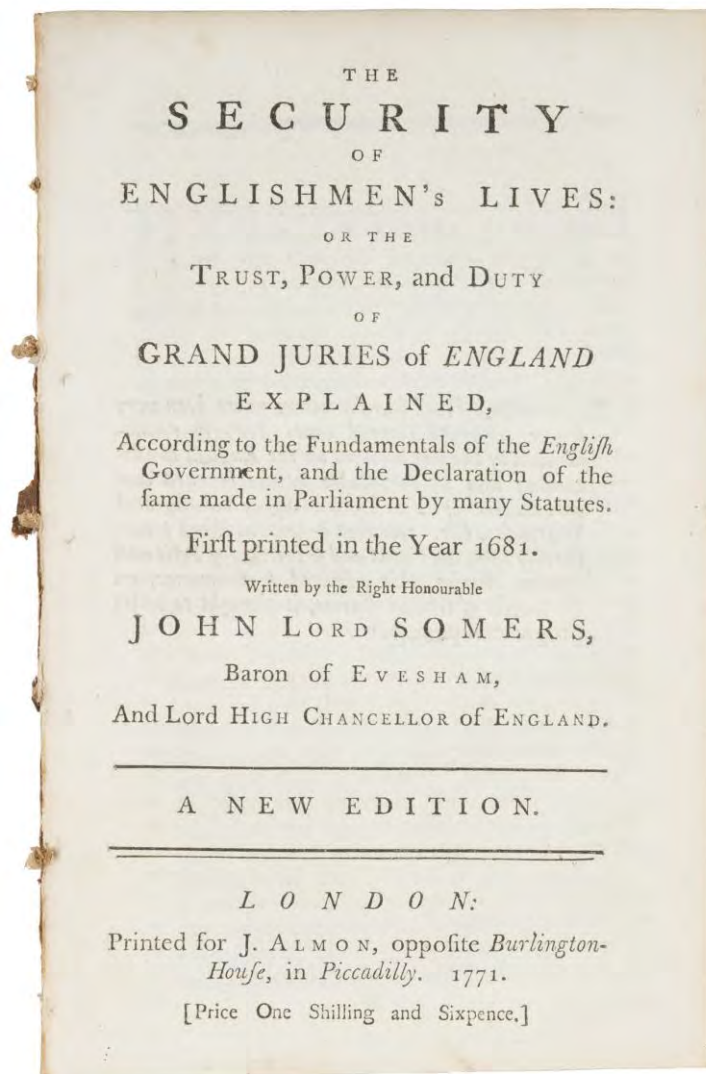 THE
SECURITY
OF
ENGLISHMEN's LIVES:
OR THE
TRUST, POWER, and DUTY
OF
GRAND JURIES of ENGLAND
EXPLAINED,
According to the Fundamentals of the Engliſh
Government, and the Declaration of the
ſame made in Parliament by many Statutes.
Firſt printed in the Year 1681.
Written by the Right Honourable
JOHN LORD SOMERS,
Baron of EVESHAM,
And Lord HIGH CHANCELLOR of ENGLAND.
A NEW EDITION.
LONDON:
Printed for J. ALMON, oppoſite Burlington-
Houſe, in Piccadilly. 1771.
[Price One Shilling and Sixpence.]